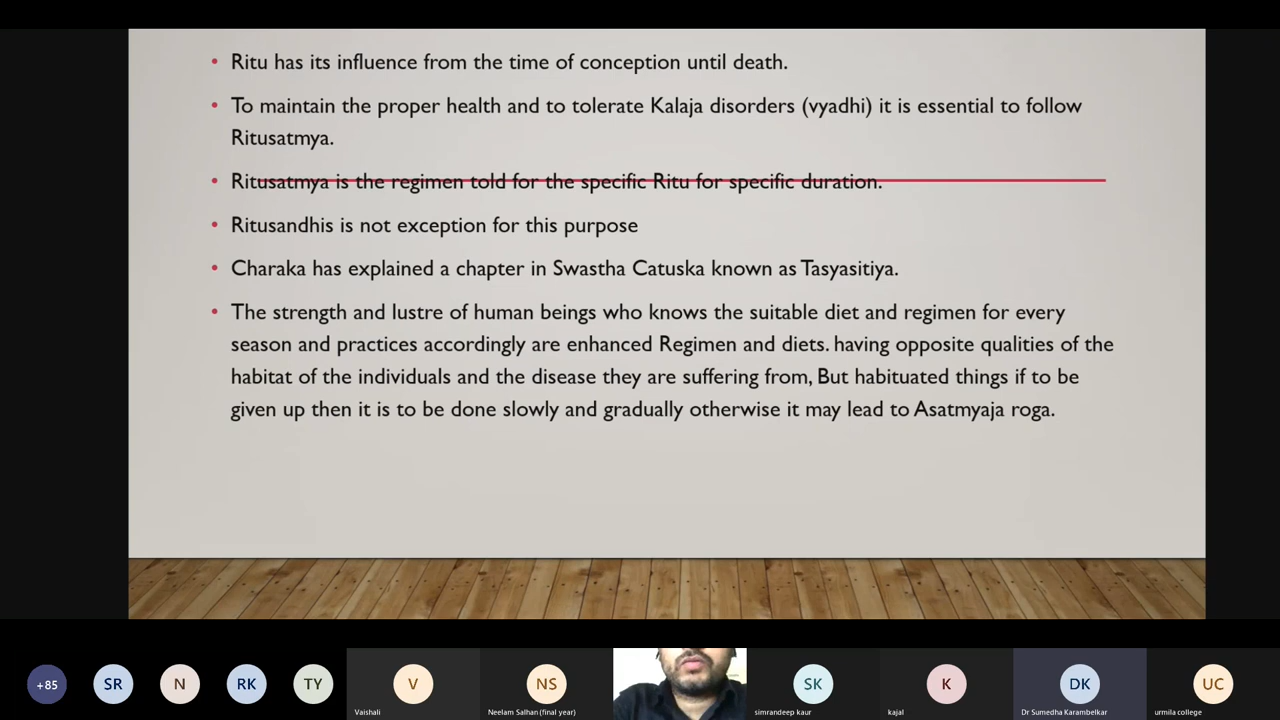 • Ritu has its influence from the time of conception until death.
• To maintain the proper health and to tolerate Kalaja disorders (vyadhi) it is essential to follow
Ritusatmya.
• Ritusatmya is the regimen told for the specific Ritu for specific duration.
• Ritusandhis is not exception for this purpose
• Charaka has explained a chapter in Swastha Catuska known as Tasyasitiya.
• The strength and lustre of human beings who knows the suitable diet and regimen for every
season and practices accordingly are enhanced Regimen and diets. having opposite qualities of the
habitat of the individuals and the disease they are suffering from, But habituated things if to be
given up then it is to be done slowly and gradually otherwise it may lead to Asatmyaja roga.
+85 SR N RK TY V NS SK K DK UC
Vaishali Neelam Salhan (final year) simrandeep kaur kajal Dr Sumedha Karambelkar urmila college